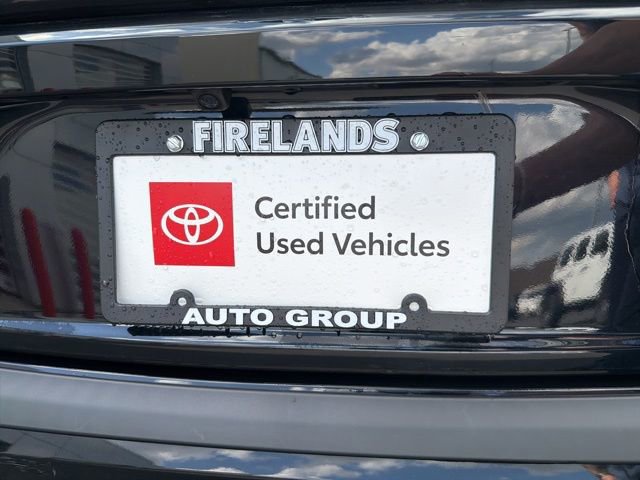 FIRELANDS
Certified
Used Vehicles
AUTO GROUP